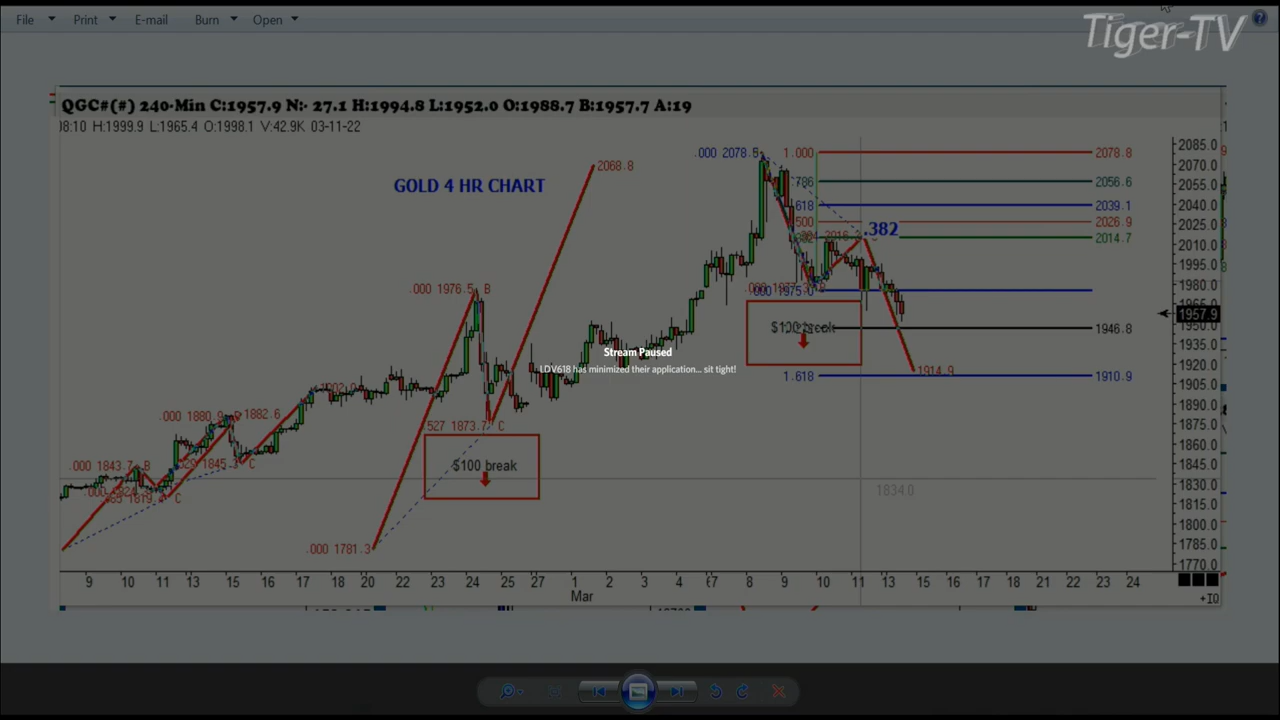 File Print E-mail Burn Open
Tiger-TV
QGC#(#) 240-Min C:1957.9 N:- 27.1 H:1994.8 L:1952.0 O:1988.7 B:1957.7 A:19
08:10 H:1999.9 L:1965.4 O:1998.1 V:42.9K 03-11-22
GOLD 4 HR CHART
2068.8
.000 2078.5
1.000
2078.8
.786
2056.6
.618
2039.1
.500
2026.9
.382
2014.7
.000 1976.5 B
.000 1975.0
$100 break
1946.8
Stream Paused
LDV618 has minimized their application... sit tight!
1914.9
1.618
1910.9
.000 1880.9 B
1882.6
.527 1873.7 C
.000 1843.7 B
1845.3 C
$100 break
1834.0
.000 1781.3
2085.0
2070.0
2055.0
2040.0
2025.0
2010.0
1995.0
1980.0
1965.0
1957.9
1950.0
1935.0
1920.0
1905.0
1890.0
1875.0
1860.0
1845.0
1830.0
1815.0
1800.0
1785.0
1770.0
9 10 11 13 15 16 17 18 20 22 23 24 25 27 1 2 3 4 7 8 9 10 11 13 15 16 17 18 21 22 23 24
Mar